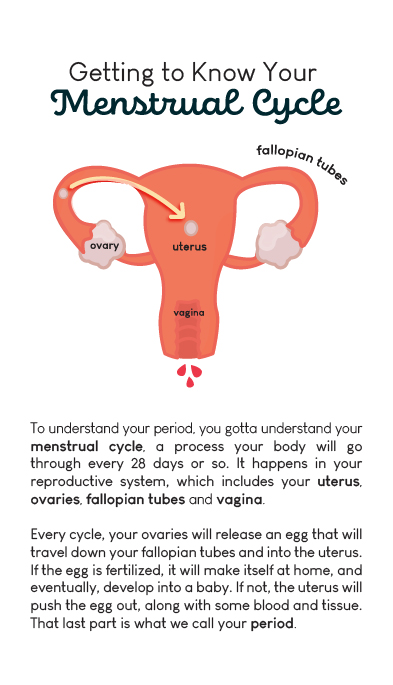 Getting to Know Your
Menstrual Cycle
fallopian tubes
ovary
uterus
vagina
To understand your period, you gotta understand your
menstrual cycle, a process your body will go
through every 28 days or so. It happens in your
reproductive system, which includes your uterus,
ovaries, fallopian tubes and vagina.
Every cycle, your ovaries will release an egg that will
travel down your fallopian tubes and into the uterus.
If the egg is fertilized, it will make itself at home, and
eventually, develop into a baby. If not, the uterus will
push the egg out, along with some blood and tissue.
That last part is what we call your period.